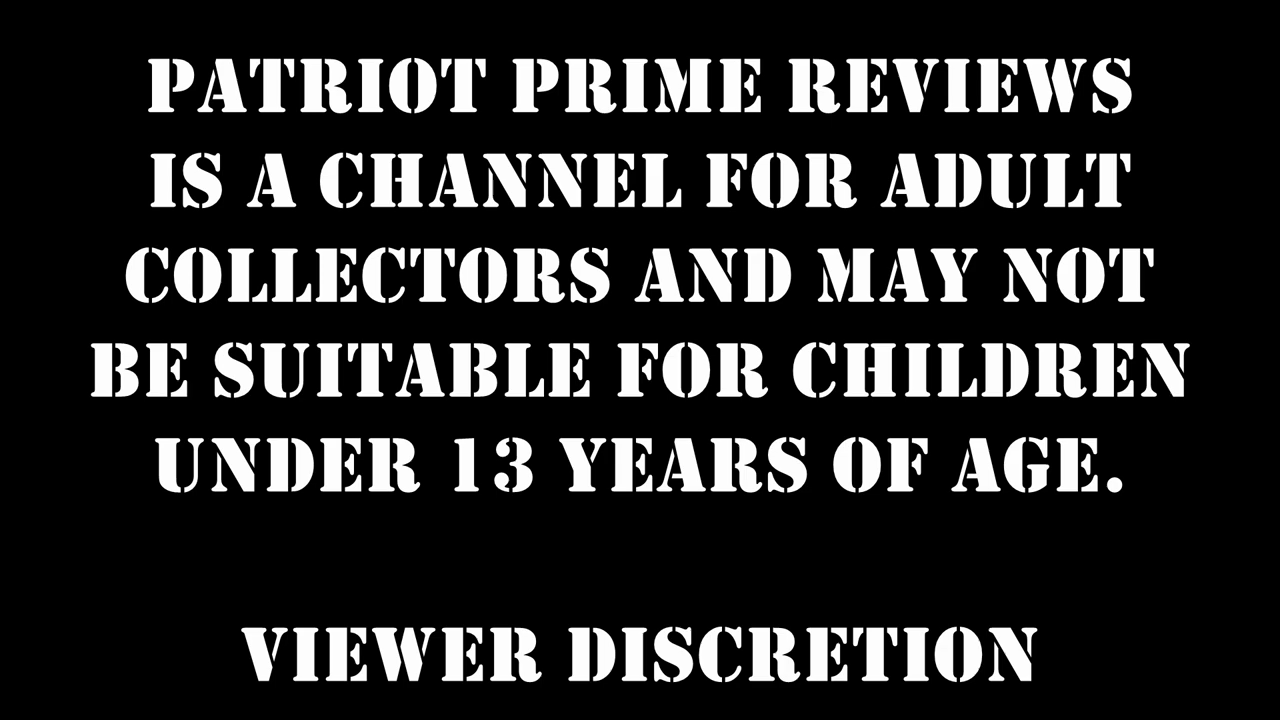 PATRIOT PRIME REVIEWS
IS A CHANNEL FOR ADULT
COLLECTORS AND MAY NOT
BE SUITABLE FOR CHILDREN
UNDER 13 YEARS OF AGE.
VIEWER DISCRETION